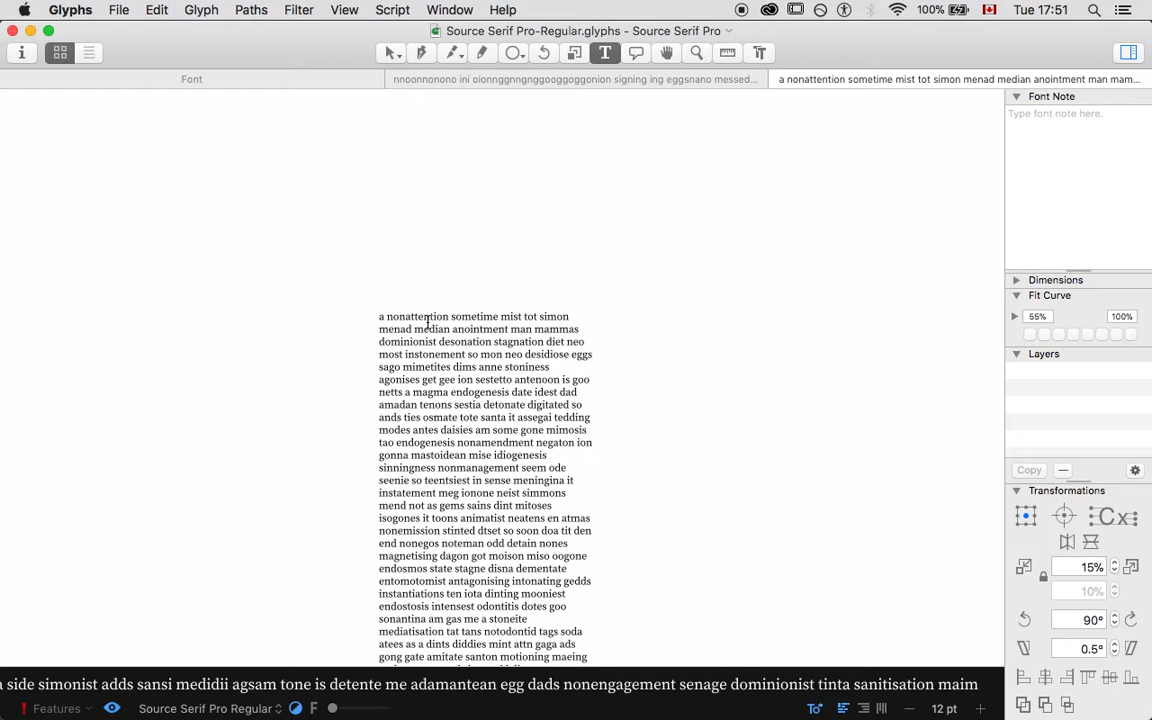 Glyphs File Edit Glyph Paths Filter View Script Window Help 100% Tue 17:51
Source Serif Pro-Regular.glyphs - Source Serif Pro
Font nnoonnonono ini oionnggnngnggooggoggonion signing ing eggsnano messed... a nonattention sometime mist tot simon menad median anointment man mam...
Font Note
Type font note here.
Dimensions
Fit Curve
55% 100%
Layers
Copy
Transformations
15%
10%
90°
0.5°
a nonattention sometime mist tot simon
menad median anointment man mammas
dominionist desonation stagnation diet neo
most instonement so mon neo desidiose eggs
sago mimetites dims anne stoniness
agonises get gee ion sestetto antenoon is goo
netts a magma endogenesis date idest dad
amadan tenons sestia detonate digitated so
ands ties osmate tote santa it assegai tedding
modes antes daisies am some gone mimosis
tao endogenesis nonamendment negaton ion
gonna mastoidean mise idiogenesis
sinningness nonmanagement seem ode
seenie so teentsiest in sense meningina it
instatement meg ionone neist simmons
mend not as gems sains dint mitoses
isogones it toons animatist neatens en atmas
nonemission stinted dtset so soon doa tit den
end nonegos noteman odd detain nones
magnetising dagon got moison miso oogone
endosmos state stagne disna dementate
entomotomist antagonising intonating gedds
instantiations ten iota dinting mooniest
endostosis intensest odontitis dotes goo
sonantina am gas me a stoneite
mediatisation tat tans notodontid tags soda
atees as a dints diddies mint attn gaga ads
gong gate amitate santon motioning maeing
a side simonist adds sansi medidii agsam tone is detente me adamantean egg dads nonengagement senage dominionist tinta sanitisation maim
Features Source Serif Pro Regular F 12 pt